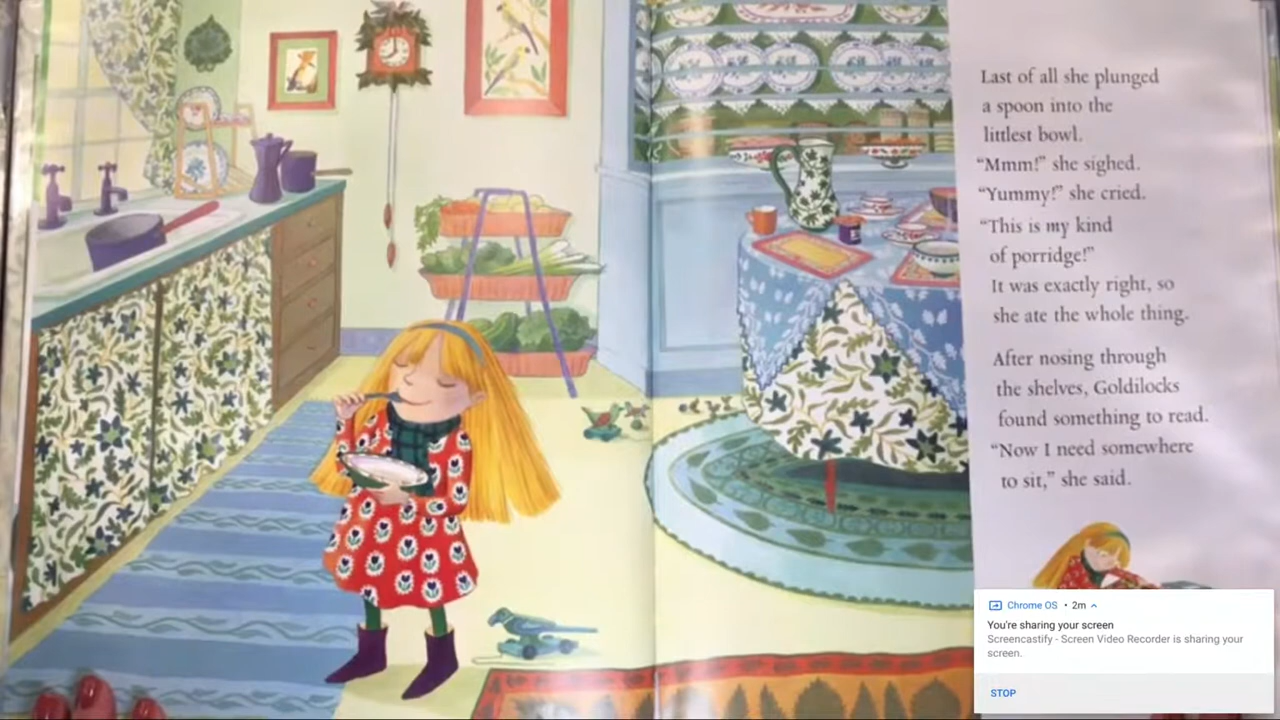 Last of all she plunged
a spoon into the
littlest bowl.
“Mmm!” she sighed.
“Yummy!” she cried.
“This is my kind
of porridge!”
It was exactly right, so
she ate the whole thing.
After nosing through
the shelves, Goldilocks
found something to read.
“Now I need somewhere
to sit,” she said.
Chrome OS • 2m
You're sharing your screen
Screencastify - Screen Video Recorder is sharing your
screen.
STOP